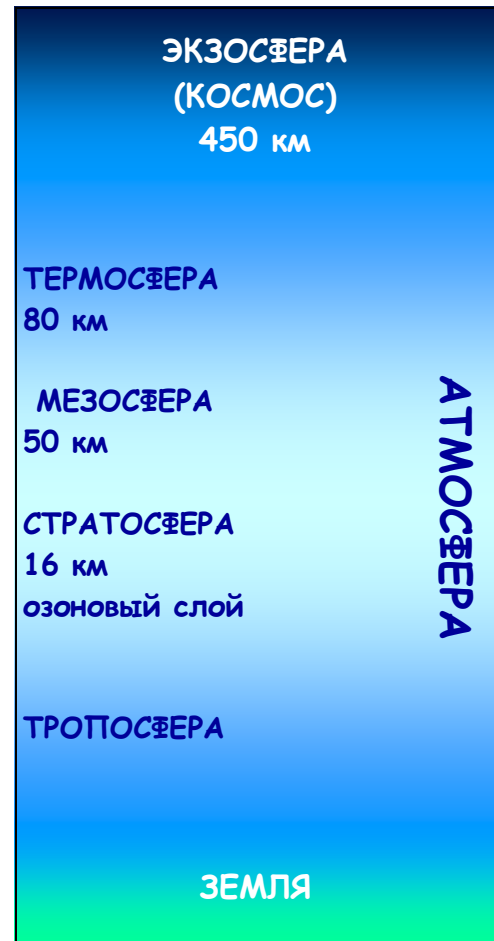 ЭКЗОСФЕРА
(КОСМОС)
450 км
ТЕРМОСФЕРА
80 км
МЕЗОСФЕРА
50 км
АТМОСФЕРА
СТРАТОСФЕРА
16 км
озоновый слой
ТРОПОСФЕРА
ЗЕМЛЯ